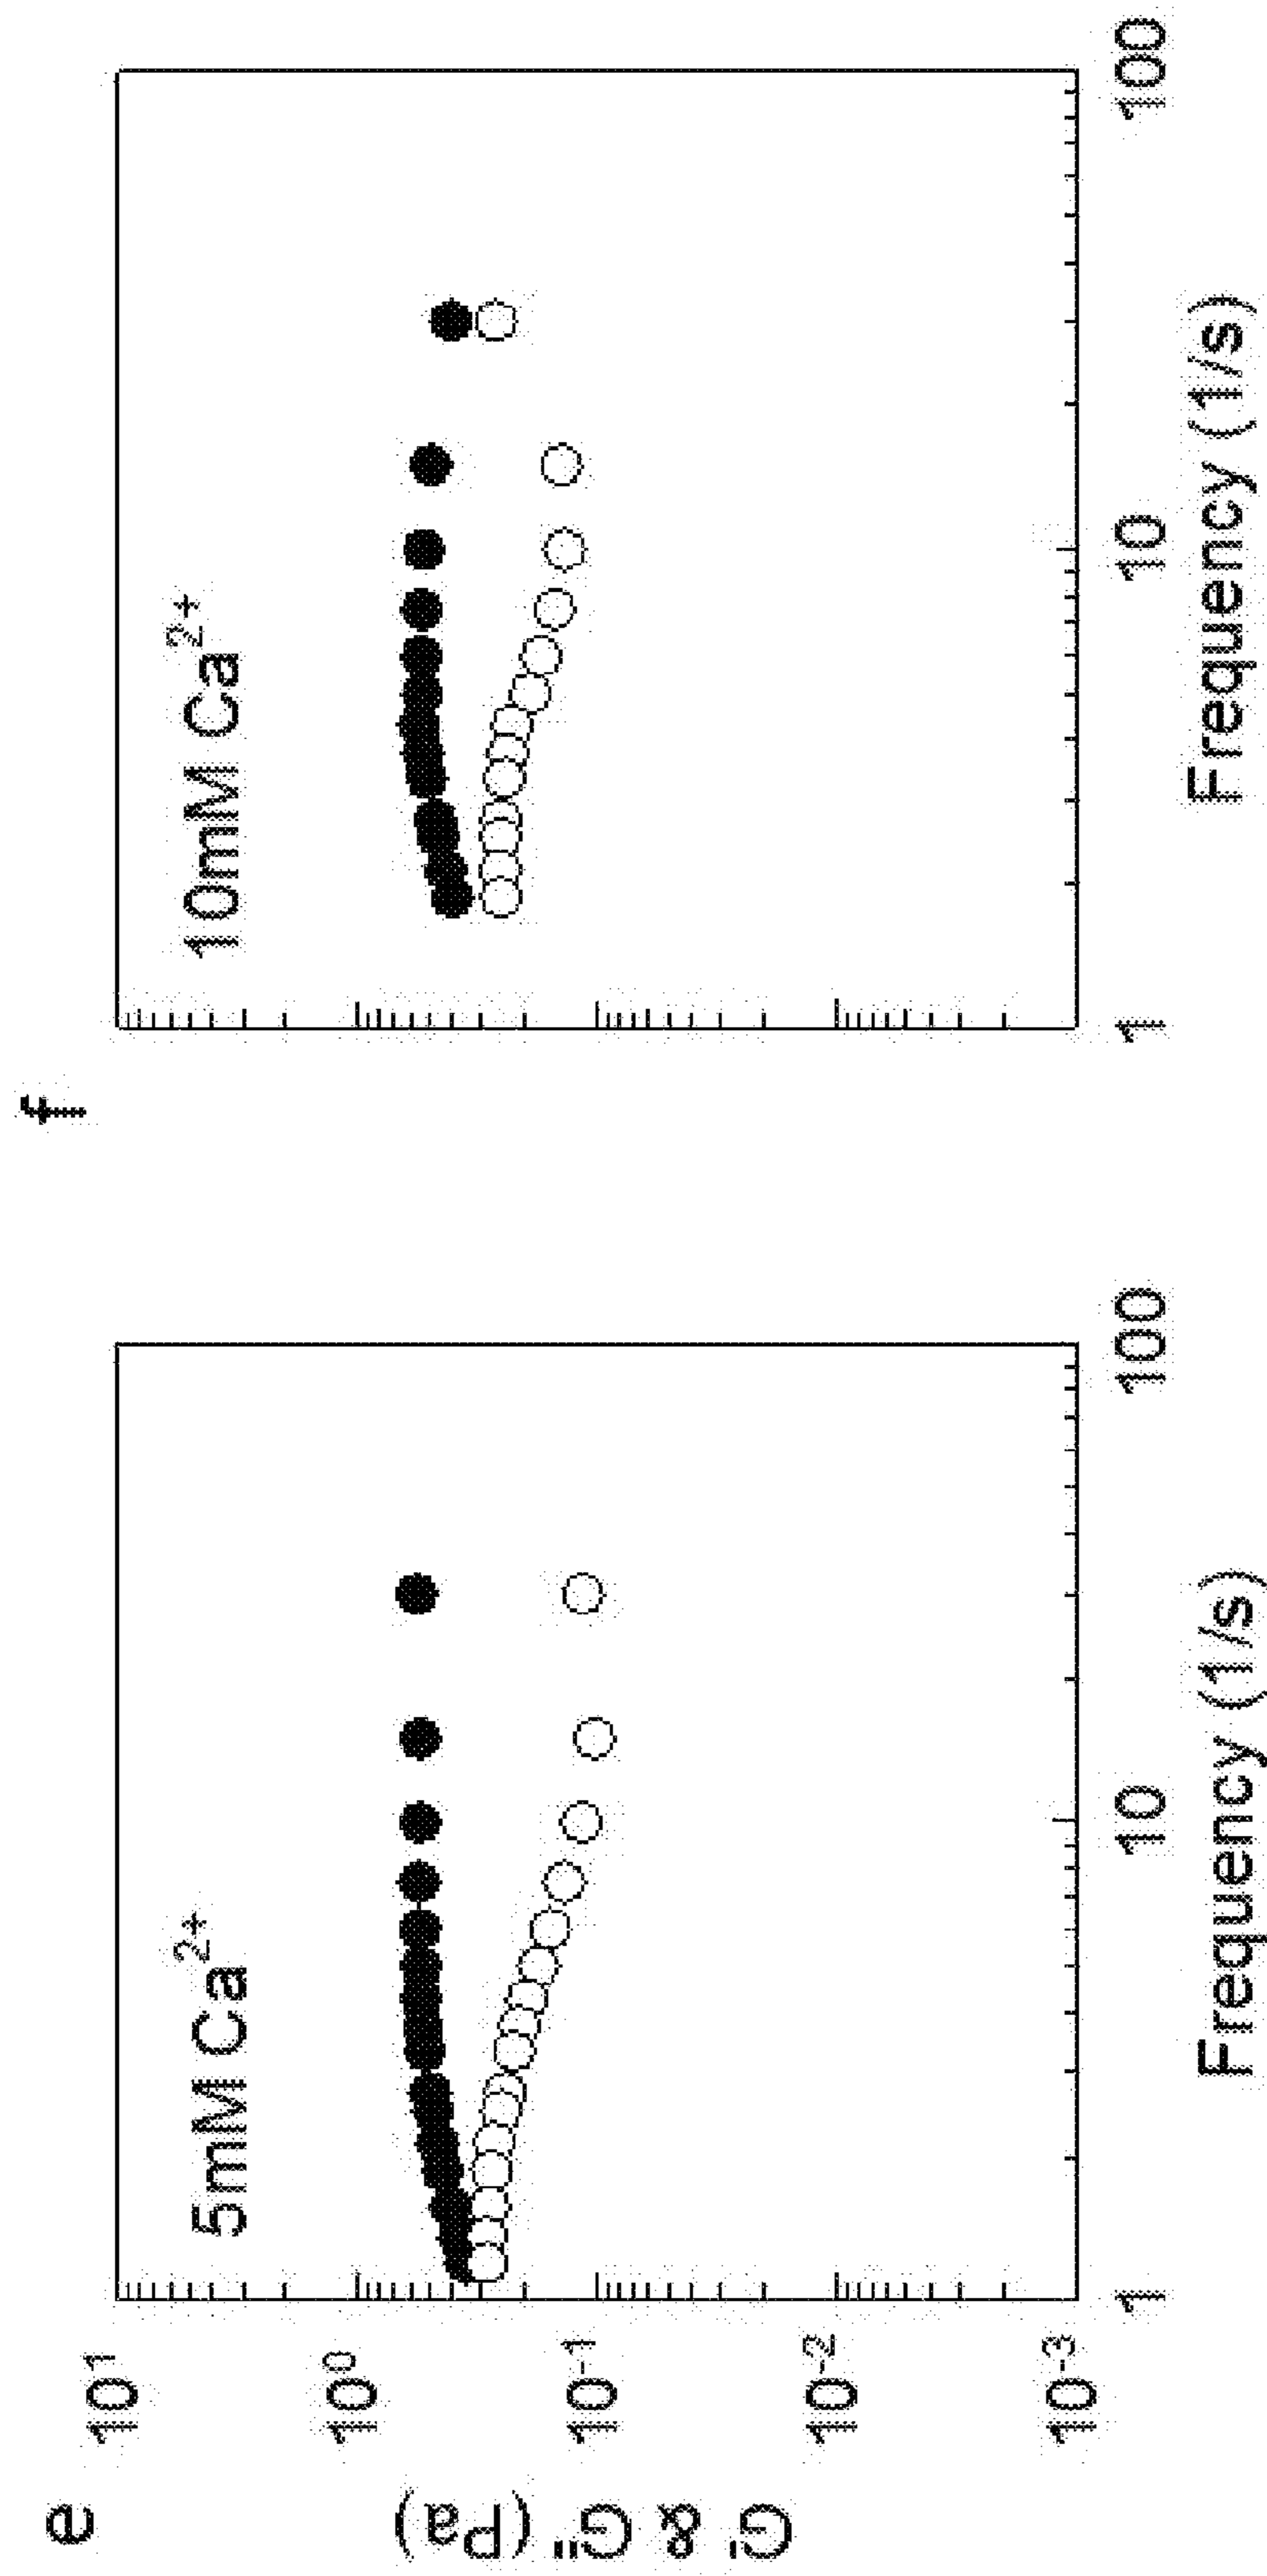 e
5mM Ca²⁺
G' & G" (Pa)
10¹
10⁰
10⁻¹
10⁻²
10⁻³
1
10
100
Frequency (1/s)
f
10mM Ca²⁺
1
10
100
Frequency (1/s)